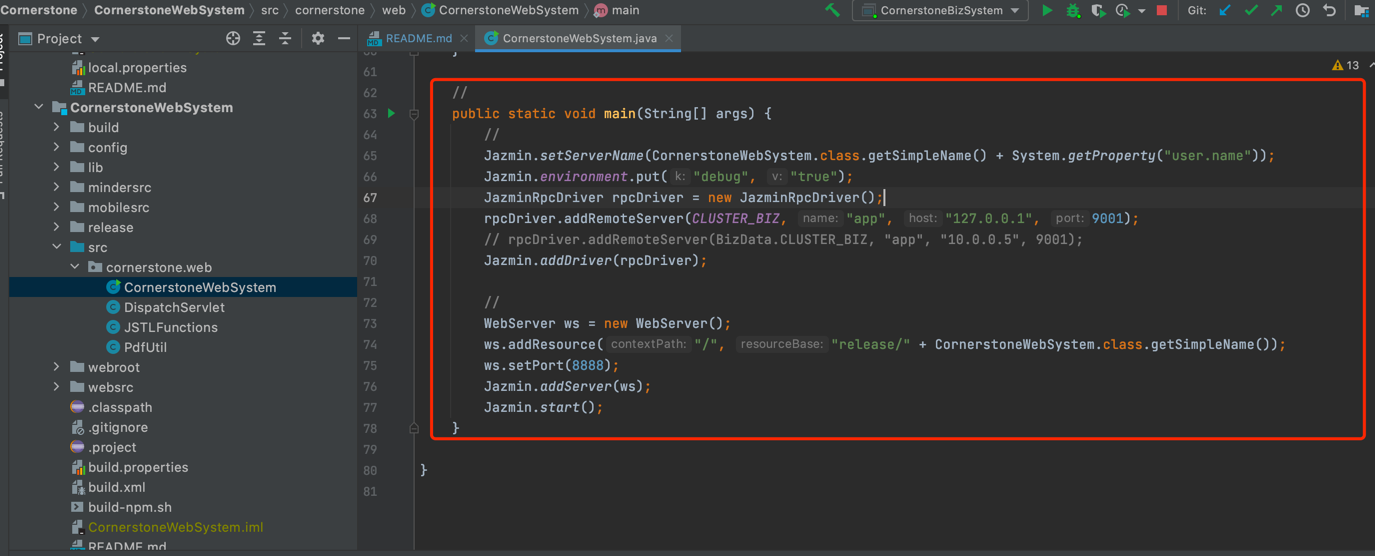 Cornerstone CornerstoneWebSystem src cornerstone web CornerstoneWebSystem main
CornerstoneBizSystem Git:
Project
README.md CornerstoneWebSystem.java
13
local.properties
README.md
CornerstoneWebSystem
build
config
lib
mindersrc
mobilesrc
release
src
cornerstone.web
CornerstoneWebSystem
DispatchServlet
JSTLFunctions
PdfUtil
webroot
websrc
.classpath
.gitignore
.project
build.properties
build.xml
build-npm.sh
CornerstoneWebSystem.iml
README.md
61
62 //
63 public static void main(String[] args) {
64 //
65 Jazmin.setServerName(CornerstoneWebSystem.class.getSimpleName() + System.getProperty("user.name"));
66 Jazmin.environment.put( k: "debug", v: "true");
67 JazminRpcDriver rpcDriver = new JazminRpcDriver();
68 rpcDriver.addRemoteServer(CLUSTER_BIZ, name: "app", host: "127.0.0.1", port: 9001);
69 // rpcDriver.addRemoteServer(BizData.CLUSTER_BIZ, "app", "10.0.0.5", 9001);
70 Jazmin.addDriver(rpcDriver);
71
72 //
73 WebServer ws = new WebServer();
74 ws.addResource( contextPath: "/", resourceBase: "release/" + CornerstoneWebSystem.class.getSimpleName());
75 ws.setPort(8888);
76 Jazmin.addServer(ws);
77 Jazmin.start();
78 }
79
80 }
81